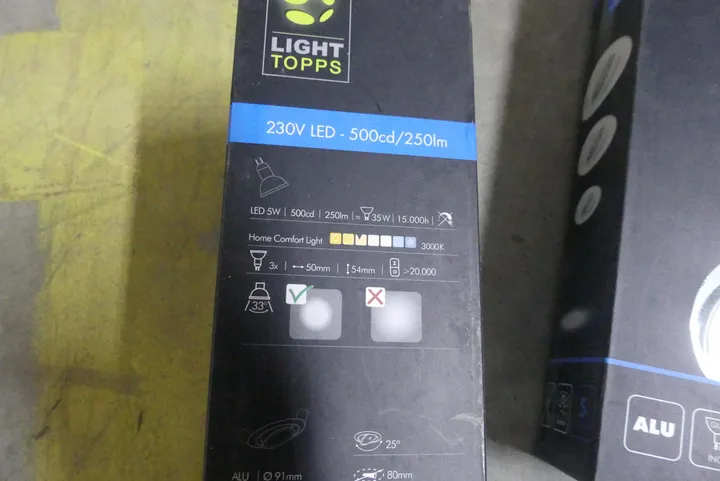 LIGHT
TOPPS
230V LED - 500cd/250lm
LED 5W | 500cd | 250lm | ≈ 35W | 15.000h |
Home Comfort Light 3000K
3x | ↔ 50mm | ↕ 54mm | >20.000
33°
25°
ALU | Ø 91mm
80mm
S
ALU